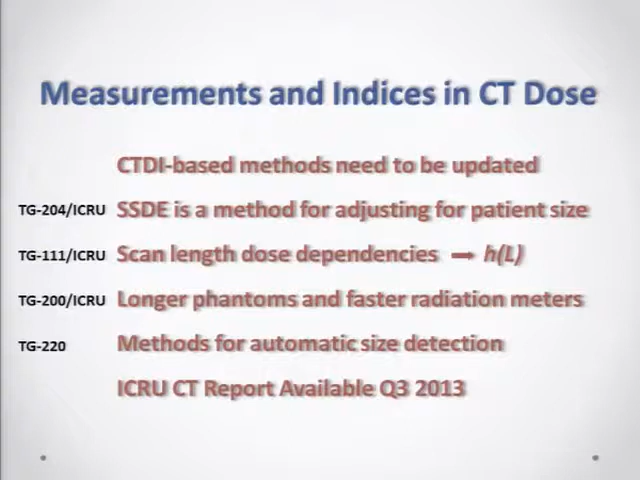 Measurements and Indices in CT Dose
CTDI-based methods need to be updated
TG-204/ICRU SSDE is a method for adjusting for patient size
TG-111/ICRU Scan length dose dependencies → h(L)
TG-200/ICRU Longer phantoms and faster radiation meters
TG-220 Methods for automatic size detection
ICRU CT Report Available Q3 2013